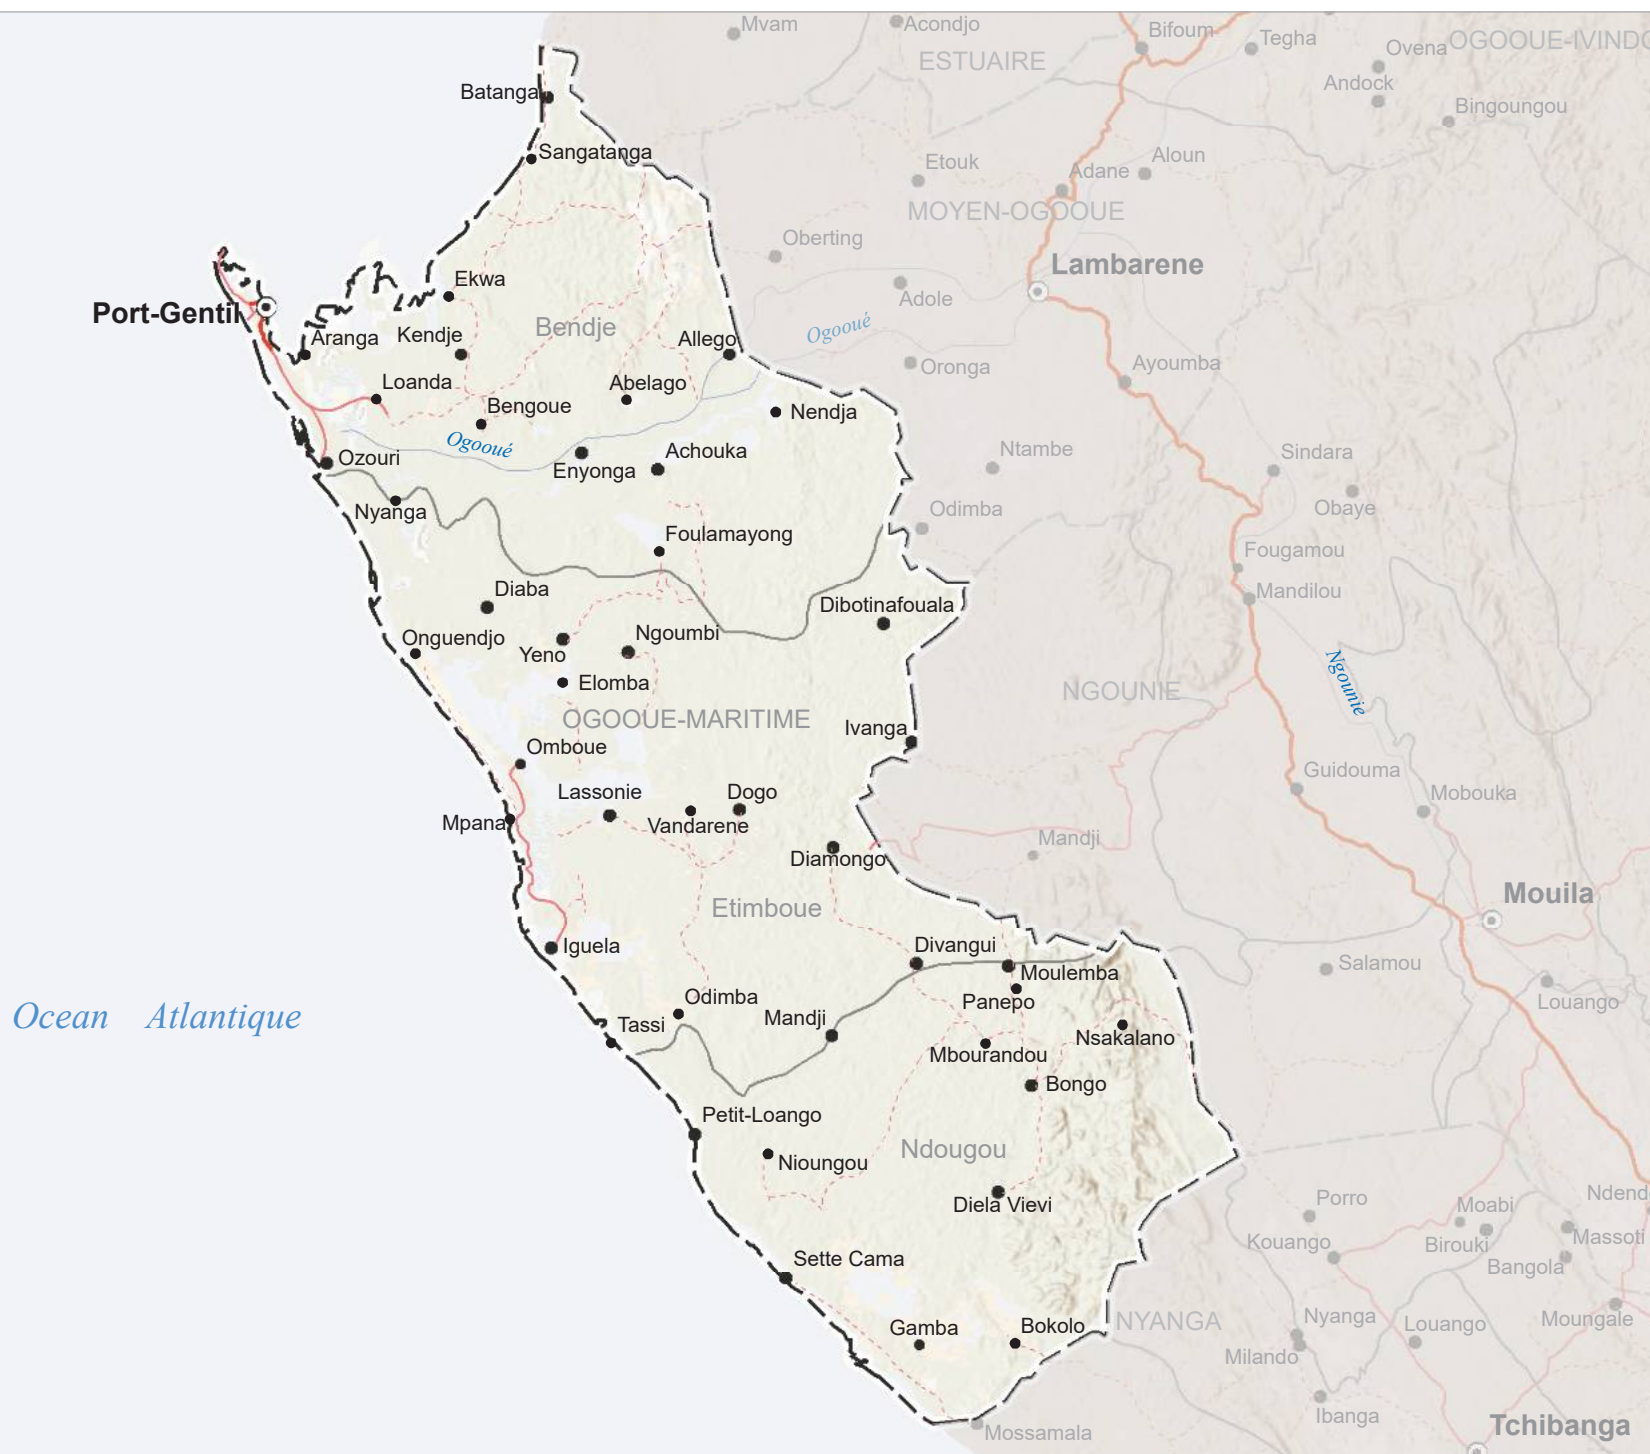 Mvam
Acondjo
Bifoum
Tegha
Ovena
OGOOUE-IVINDO
ESTUAIRE
Andock
Bingoungou
Batanga
Sangatanga
Etouk
Adane
Aloun
MOYEN-OGOOUE
Oberting
Lambarene
Ekwa
Adole
Port-Gentil
Bendje
Ogooué
Aranga
Kendje
Allego
Oronga
Ayoumba
Loanda
Abelago
Bengoue
Nendja
Ogooué
Ozouri
Enyonga
Achouka
Ntambe
Sindara
Nyanga
Odimba
Obaye
Foulamayong
Fougamou
Diaba
Dibotinafouala
Mandilou
Onguendjo
Yeno
Ngoumbi
Elomba
Ngounie
NGOUNIE
OGOOUE-MARITIME
Ivanga
Omboue
Guidouma
Lassonie
Dogo
Mobouka
Mpana
Vandarene
Mandji
Diamongo
Mouila
Etimboue
Iguela
Divangui
Moulemba
Salamou
Panepo
Louango
Ocean Atlantique
Odimba
Tassi
Mandji
Mbourandou
Nsakalano
Bongo
Petit-Loango
Nioungou
Ndougou
Diela Vievi
Porro
Moabi
Ndend
Kouango
Birouki
Massoti
Bangola
Sette Cama
Gamba
Bokolo
NYANGA
Nyanga
Louango
Moungale
Milando
Ibanga
Mossamala
Tchibanga